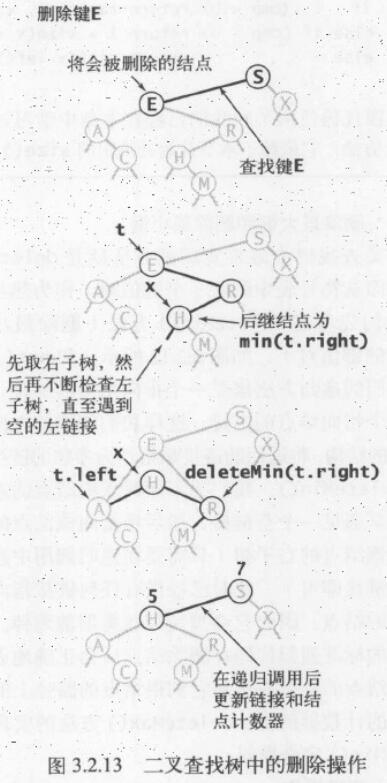 删除键E
将会被删除的结点
S
E
X
查找键E
A
R
C
H
M
t
S
E
X
x
A
R
C
H
后继结点为
min(t.right)
M
先取右子树，然
后再不断检查左
子树，直至遇到
空的左链接
S
E
X
x
t.left
H
deleteMin(t.right)
A
R
C
M
7
5
S
H
X
A
R
C
M
在递归调用后
更新链接和结
点计数器
图 3.2.13 二叉查找树中的删除操作